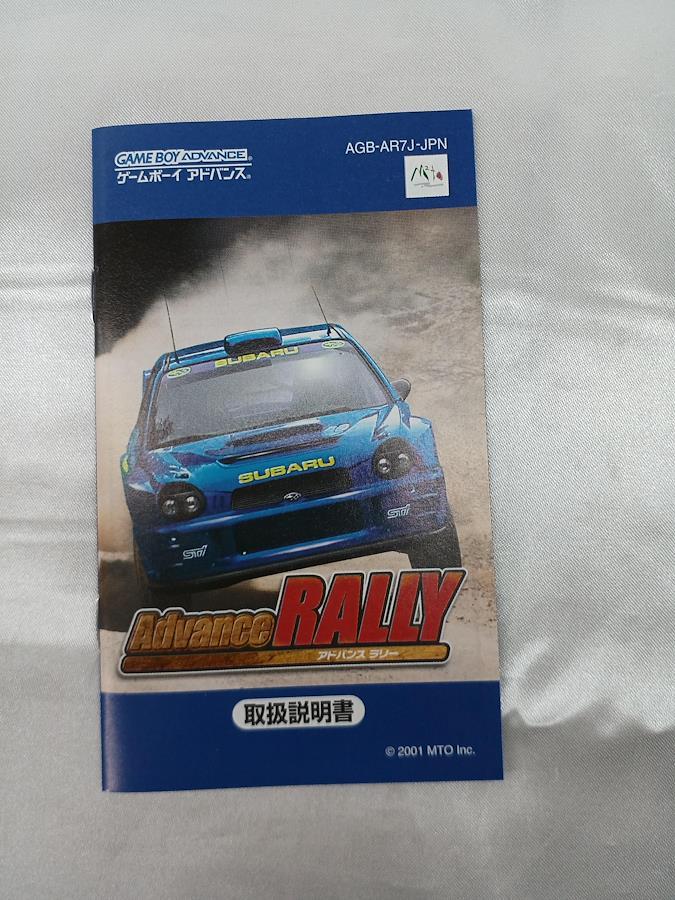 GAME BOY ADVANCE
ゲームボーイ アドバンス
AGB-AR7J-JPN
SUBARU
SUBARU
STi
STi
Advance RALLY
アドバンス ラリー
取扱説明書
© 2001 MTO Inc.